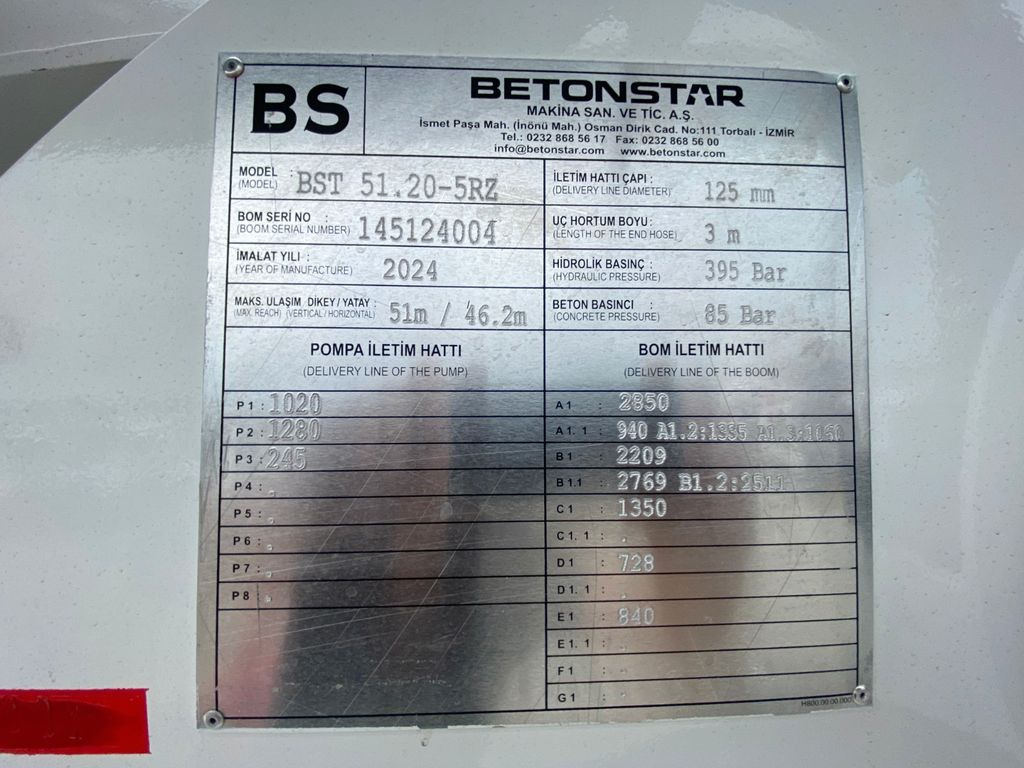 BS
BETONSTAR
MAKİNA SAN. VE TİC. A.Ş.
İsmet Paşa Mah. (İnönü Mah.) Osman Dirik Cad. No:111 Torbalı - İZMİR
Tel.: 0232 868 56 17 Fax: 0232 868 56 00
info@betonstar.com www.betonstar.com
MODEL : BST 51.20-5RZ
(MODEL)
BOM SERİ NO : 145124004
(BOOM SERIAL NUMBER)
İMALAT YILI : 2024
(YEAR OF MANUFACTURE)
MAKS. ULAŞIM DİKEY / YATAY : 51m / 46.2m
(MAX. REACH) (VERTICAL / HORIZONTAL)
İLETİM HATTI ÇAPI : 125 mm
(DELIVERY LINE DIAMETER)
UÇ HORTUM BOYU : 3 m
(LENGTH OF THE END HOSE)
HİDROLİK BASINÇ : 395 Bar
(HYDRAULIC PRESSURE)
BETON BASINCI : 85 Bar
(CONCRETE PRESSURE)
POMPA İLETİM HATTI
(DELIVERY LINE OF THE PUMP)
P1 : 1020
P2 : 1280
P3 : 245
P4 : .
P5 : .
P6 : .
P7 : .
P8 : .
BOM İLETİM HATTI
(DELIVERY LINE OF THE BOOM)
A1 : 2850
A1. 1 : 940 A1.2:1335
B1 : 2209
B1.1 : 2769 B1.2:2511
C1 : 1350
C1. 1 : .
D1 : 728
D1. 1 : .
E1 : 840
E1. 1 : .
F1 : .
G1 : .
H800.00.00.000